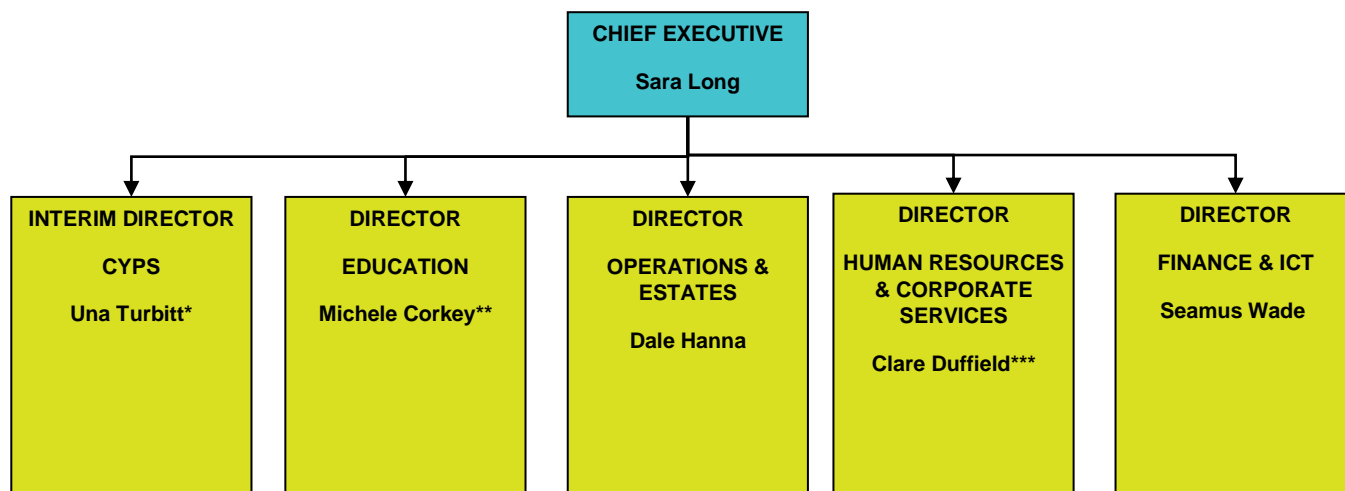 CHIEF EXECUTIVE
Sara Long
INTERIM DIRECTOR
CYPS
Una Turbitt*
DIRECTOR
EDUCATION
Michele Corkey**
DIRECTOR
OPERATIONS &
ESTATES
Dale Hanna
DIRECTOR
HUMAN RESOURCES
& CORPORATE
SERVICES
Clare Duffield***
DIRECTOR
FINANCE & ICT
Seamus Wade